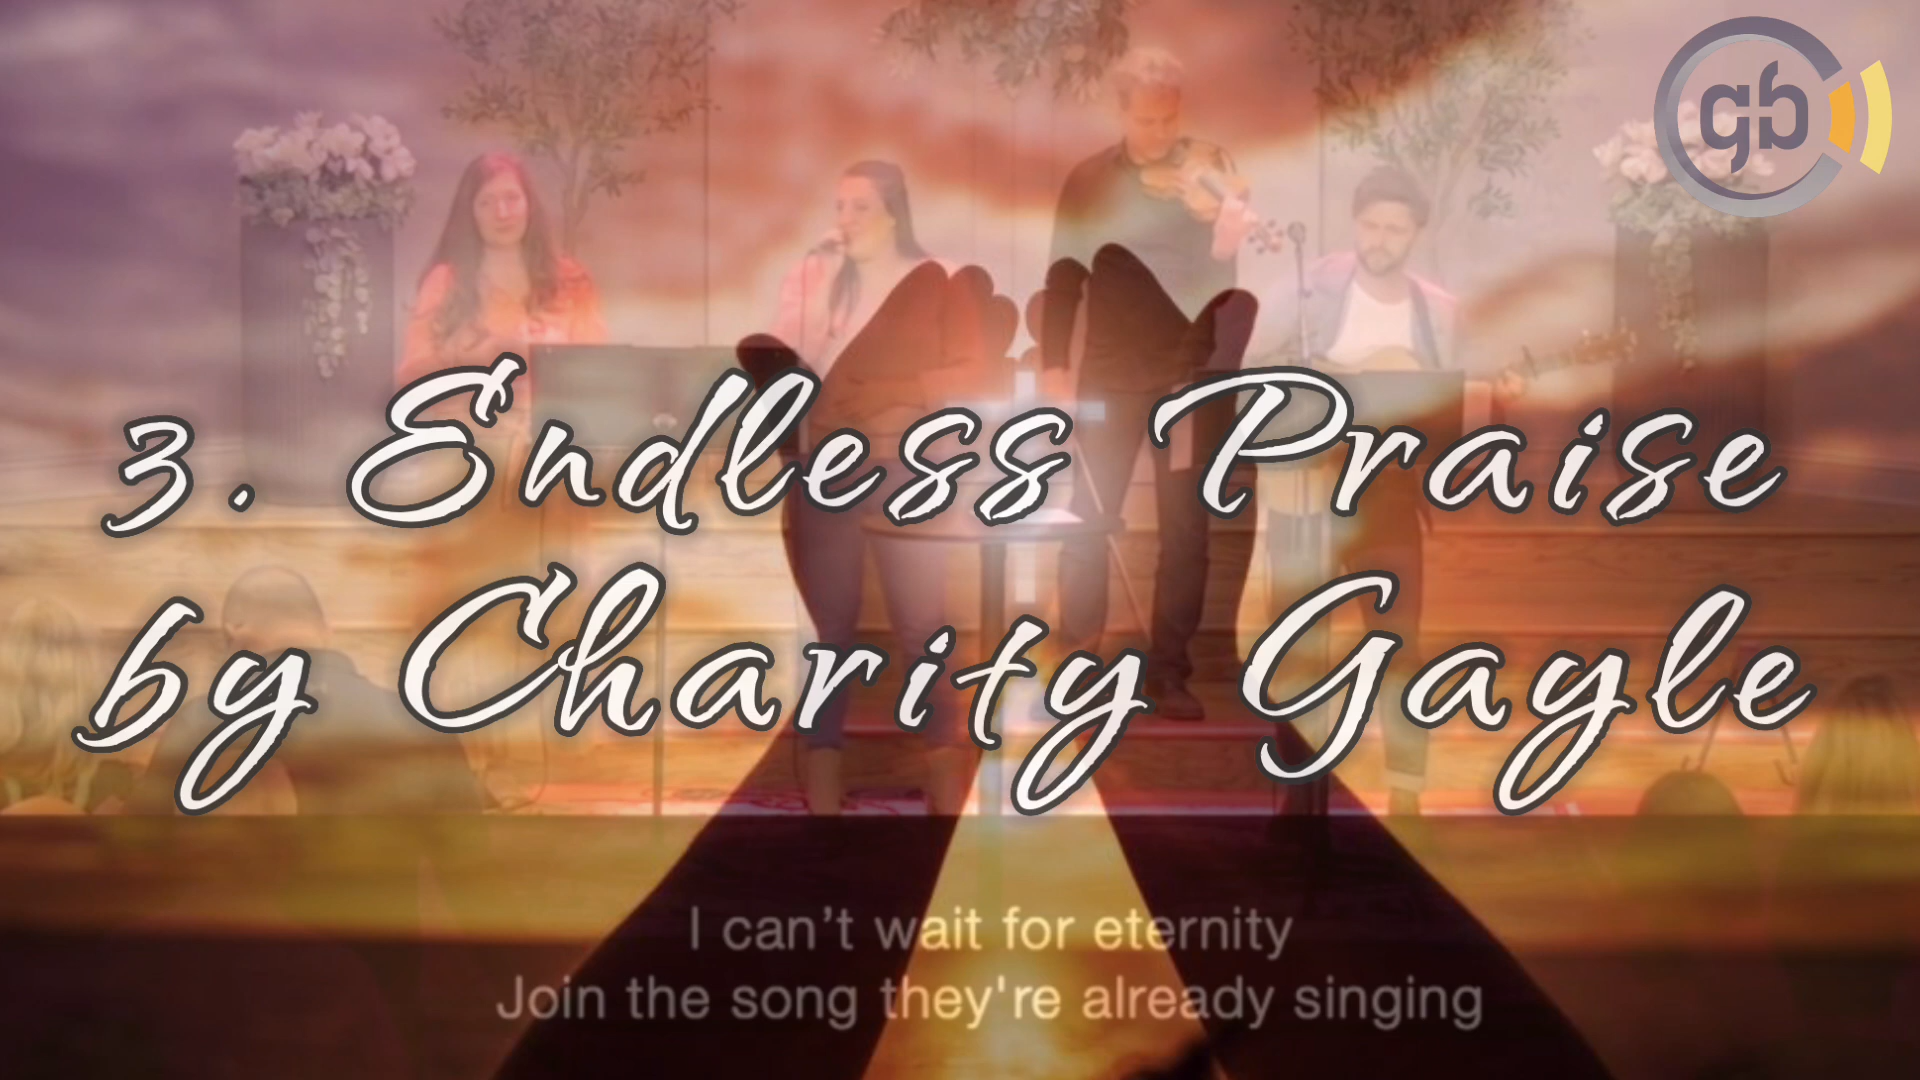 gb
3. Endless Praise
by Charity Gayle
I can't wait for eternity
Join the song they're already singing